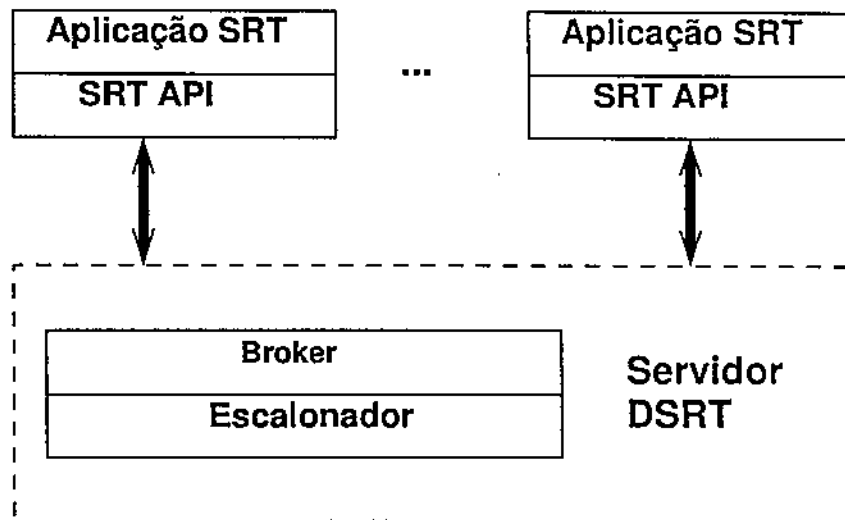 Aplicação SRT
SRT API
...
Aplicação SRT
SRT API
Broker
Escalonador
Servidor
DSRT